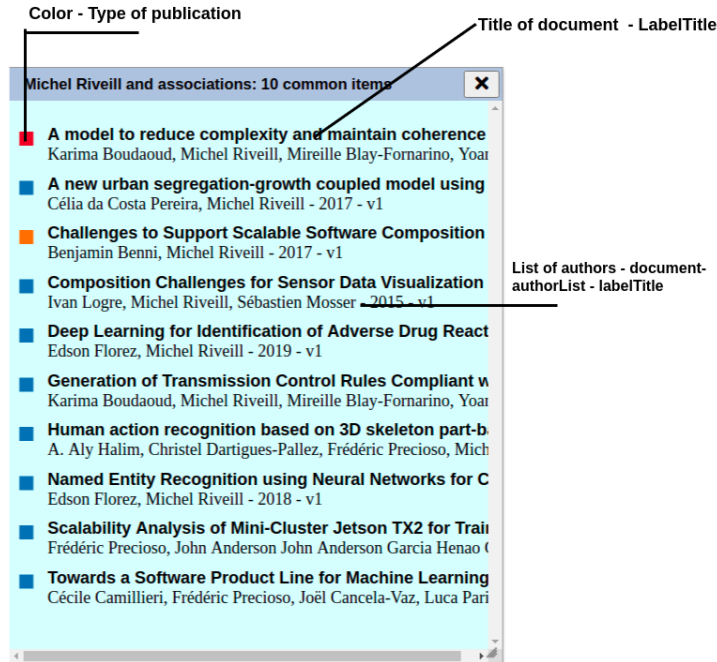 Color - Type of publication
Title of document - LabelTitle
Michel Riveill and associations: 10 common items
A model to reduce complexity and maintain coherence
Karima Boudaoud, Michel Riveill, Mireille Blay-Fornarino, Yoan
A new urban segregation-growth coupled model using
Célia da Costa Pereira, Michel Riveill - 2017 - v1
Challenges to Support Scalable Software Composition
Benjamin Benni, Michel Riveill - 2017 - v1
List of authors - document-
authorList - labelTitle
Composition Challenges for Sensor Data Visualization
Ivan Logre, Michel Riveill, Sébastien Mosser - 2015 - v1
Deep Learning for Identification of Adverse Drug React
Edson Florez, Michel Riveill - 2019 - v1
Generation of Transmission Control Rules Compliant w
Karima Boudaoud, Michel Riveill, Mireille Blay-Fornarino, Yoan
Human action recognition based on 3D skeleton part-b
A. Aly Halim, Christel Dartigues-Pallez, Frédéric Precioso, Mich
Named Entity Recognition using Neural Networks for C
Edson Florez, Michel Riveill - 2018 - v1
Scalability Analysis of Mini-Cluster Jetson TX2 for Train
Frédéric Precioso, John Anderson John Anderson Garcia Henao
Towards a Software Product Line for Machine Learning
Cécile Camillieri, Frédéric Precioso, Joël Cancela-Vaz, Luca Pari